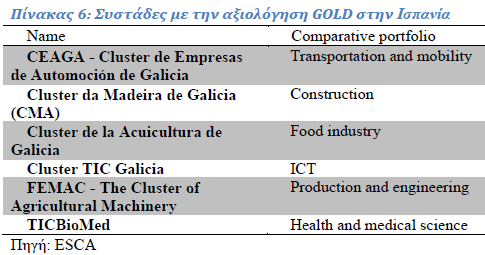 Πίνακας 6: Συστάδες με την αξιολόγηση GOLD στην Ισπανία
Name Comparative portfolio
CEAGA - Cluster de Empresas de Automoción de Galicia Transportation and mobility
Cluster da Madeira de Galicia (CMA) Construction
Cluster de la Acuicultura de Galicia Food industry
Cluster TIC Galicia ICT
FEMAC - The Cluster of Agricultural Machinery Production and engineering
TICBioMed Health and medical science
Πηγή: ESCA